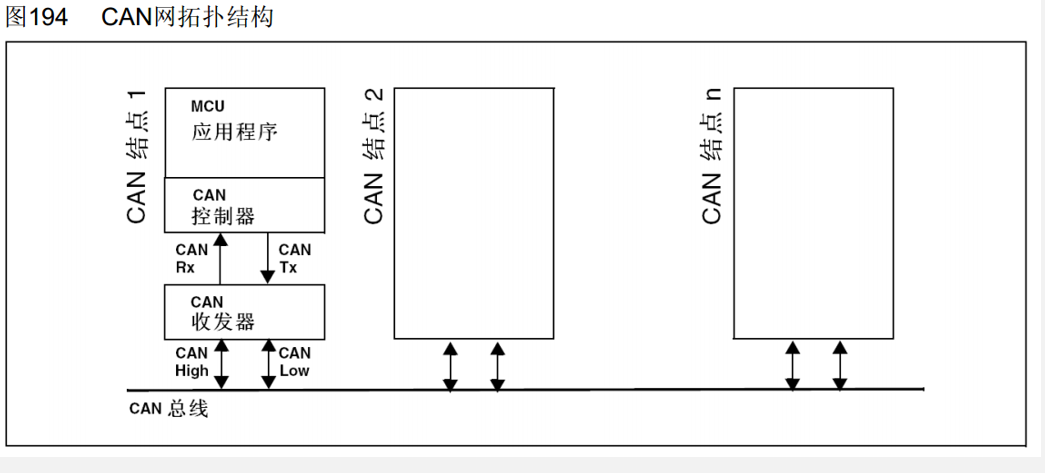 图194 CAN网拓扑结构
CAN 结点 1
MCU
应用程序
CAN
控制器
CAN
Rx
CAN
Tx
CAN
收发器
CAN
High
CAN
Low
CAN 结点 2
CAN 结点 n
CAN 总线